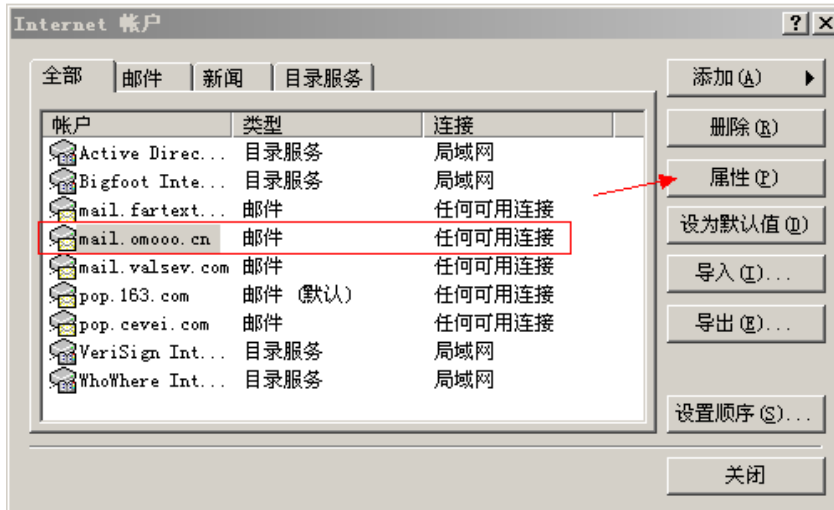 Internet 帐户
全部 邮件 新闻 目录服务
帐户 类型 连接
Active Direc... 目录服务 局域网
Bigfoot Inte... 目录服务 局域网
mail.fartext... 邮件 任何可用连接
mail.omooo.cn 邮件 任何可用连接
mail.valsev.com 邮件 任何可用连接
pop.163.com 邮件 (默认) 任何可用连接
pop.cevei.com 邮件 任何可用连接
VeriSign Int... 目录服务 局域网
WhoWhere Int... 目录服务 局域网
添加(A)
删除(R)
属性(P)
设为默认值(D)
导入(I)...
导出(E)...
设置顺序(S)...
关闭